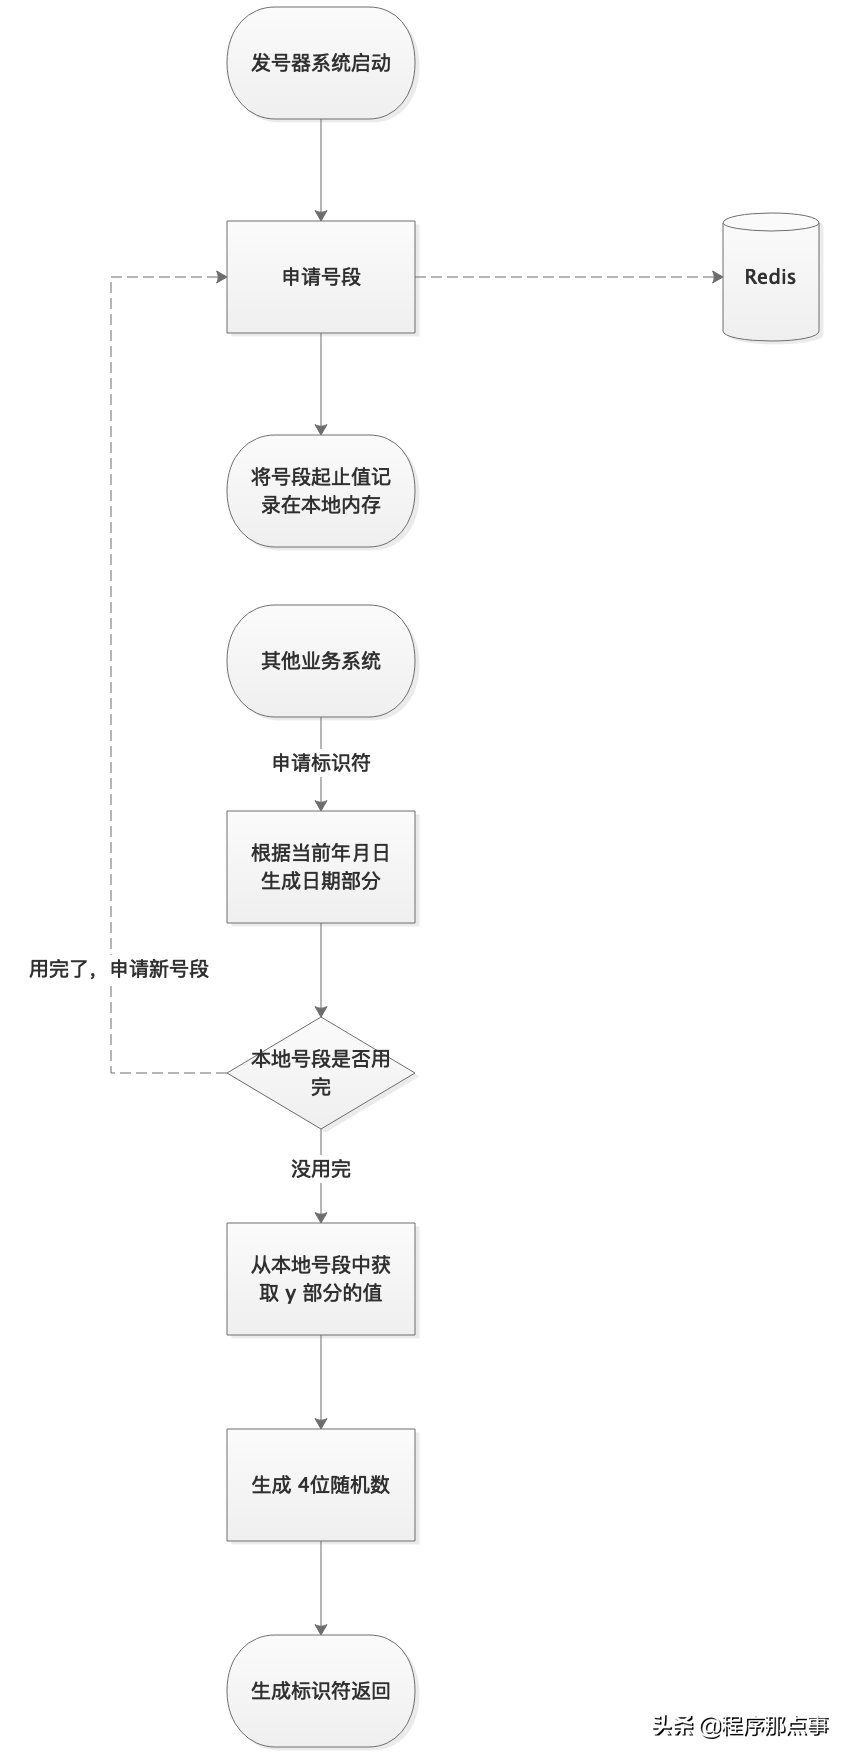 发号器系统启动
申请号段
Redis
将号段起止值记
录在本地内存
其他业务系统
申请标识符
根据当前年月日
生成日期部分
用完了，申请新号段
本地号段是否用
完
没用完
从本地号段中获
取 y 部分的值
生成 4位随机数
生成标识符返回
头条 @程序那点事